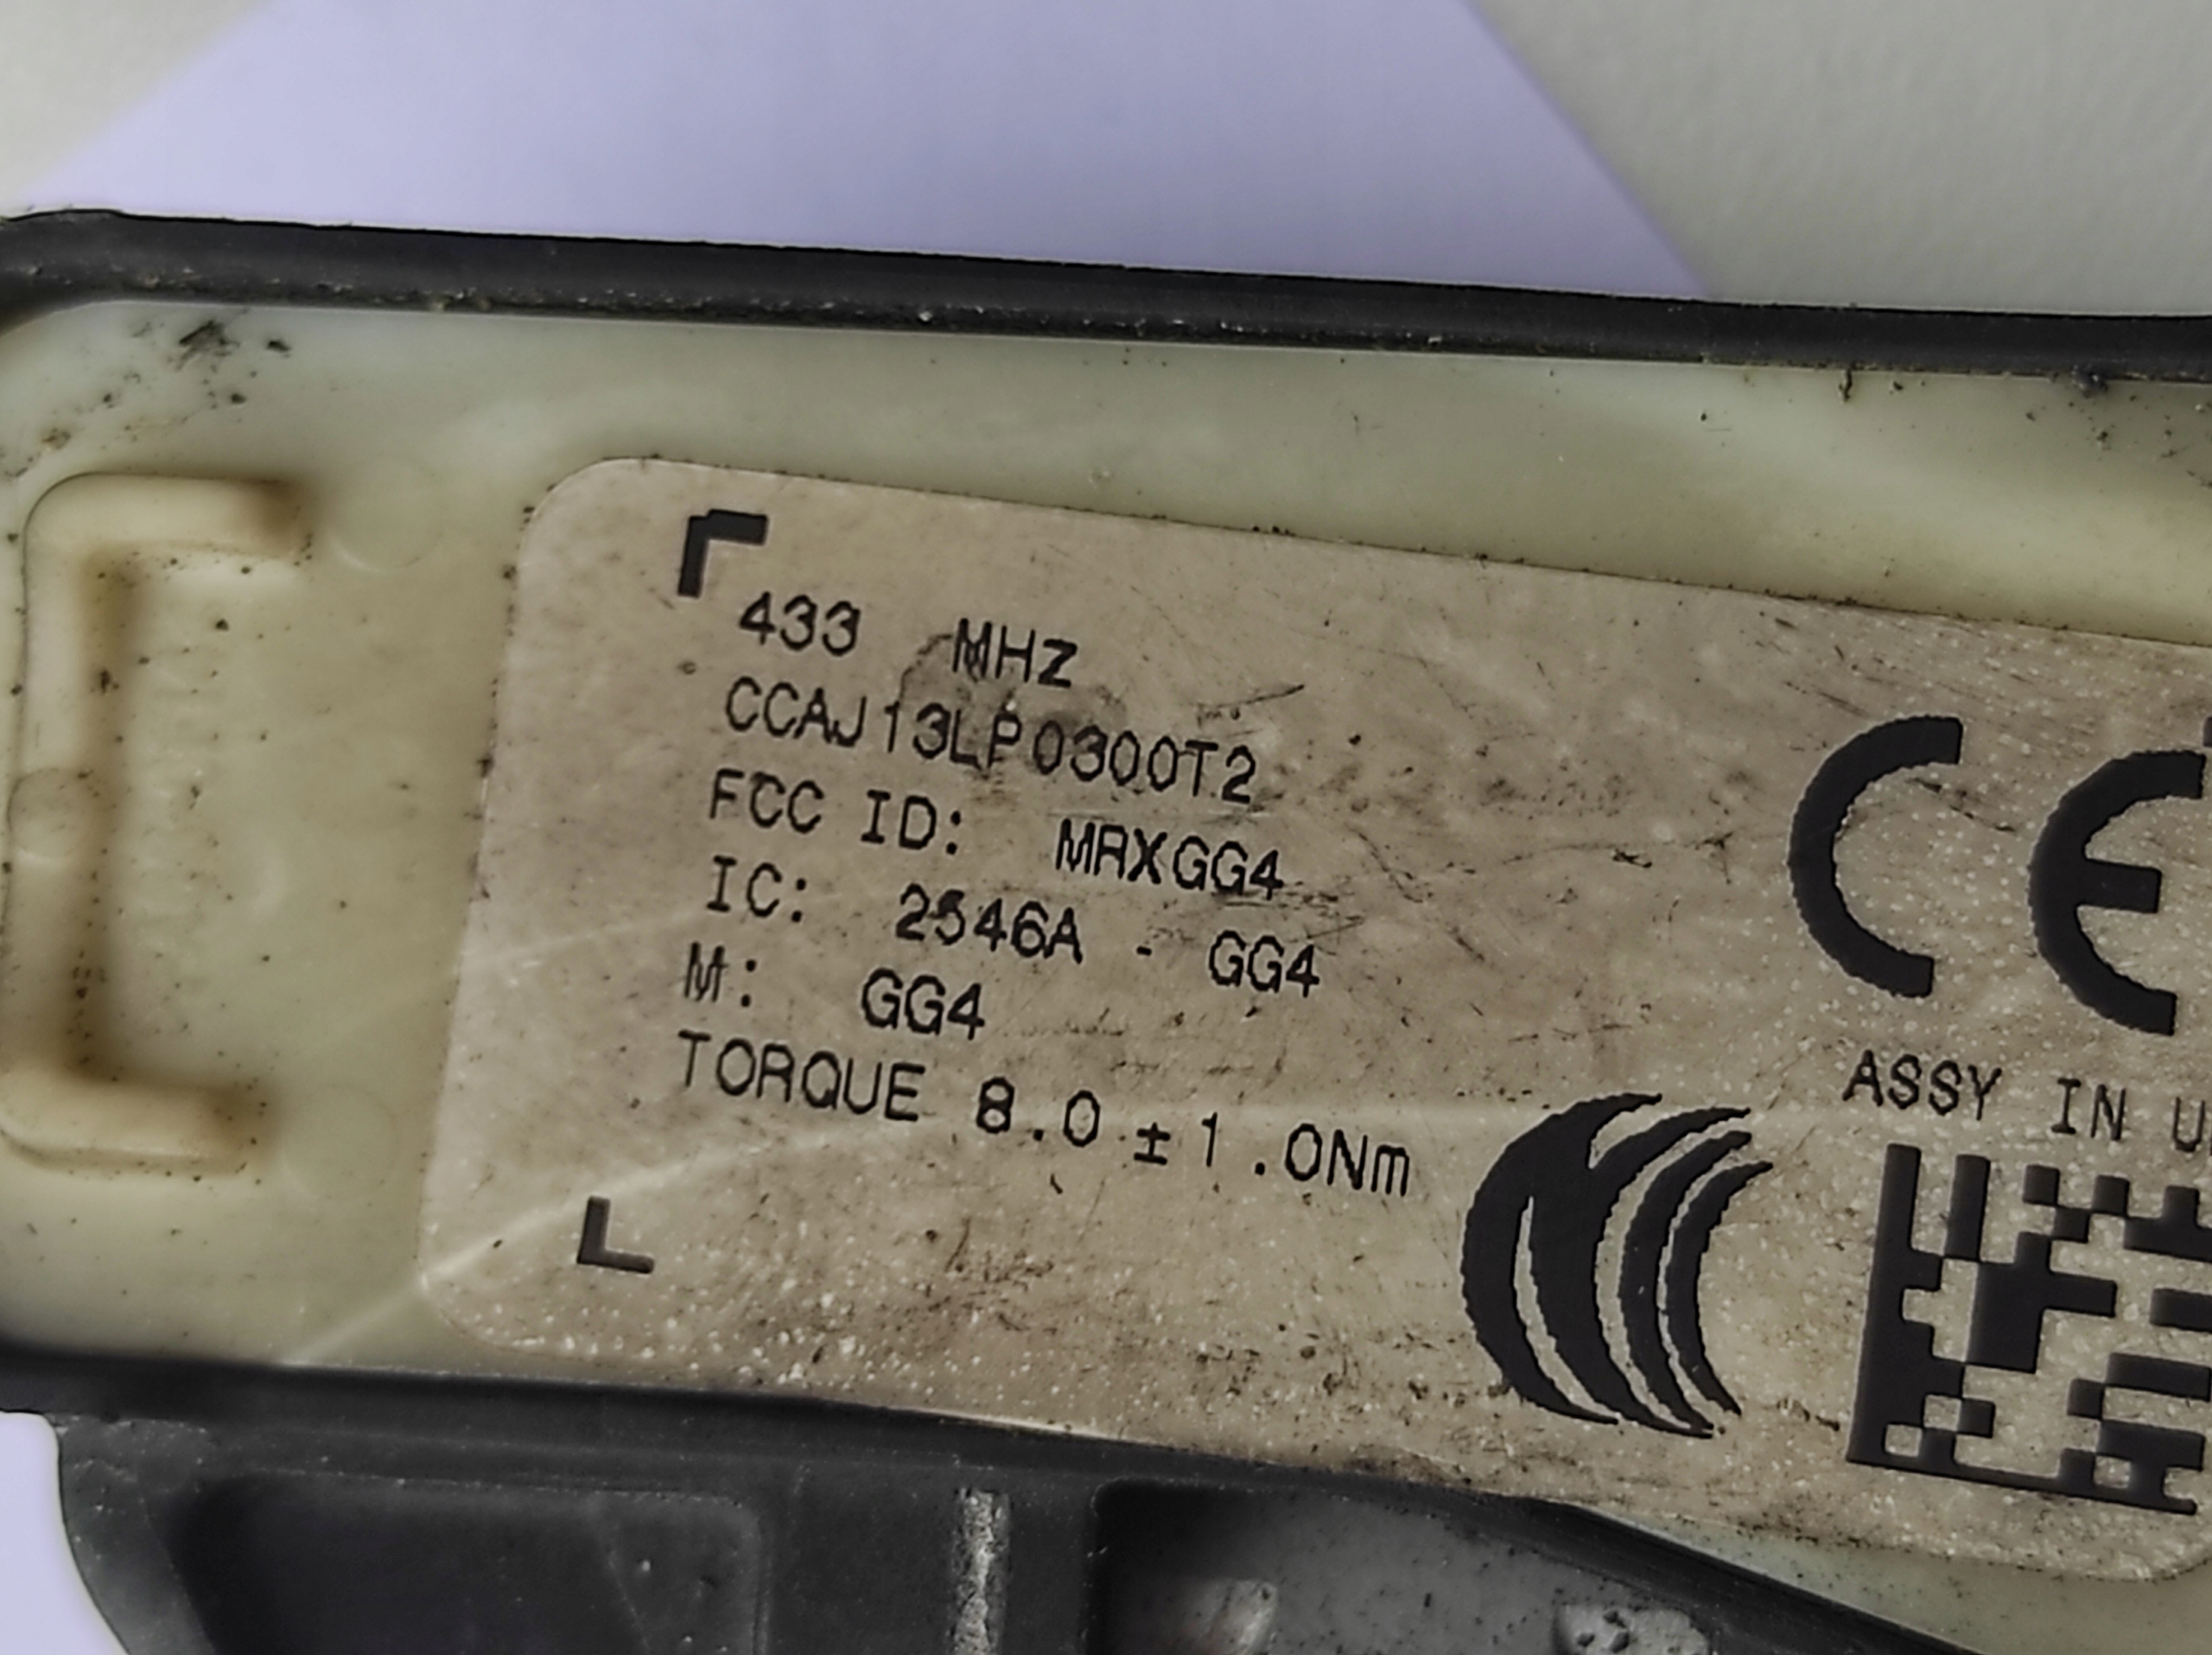 433 MHz
CCAJ13LP0300T2
FCC ID: MRXGG4
IC: 2546A - GG4
M: GG4
TORQUE 8.0 ±1.0Nm
CE
ASSY IN